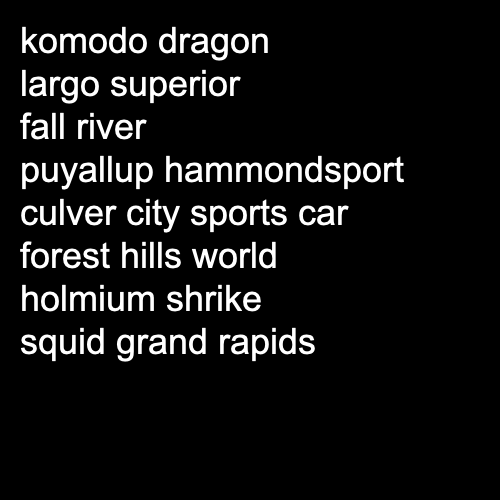 komodo dragon
largo superior
fall river
puyallup hammondsport
culver city sports car
forest hills world
holmium shrike
squid grand rapids